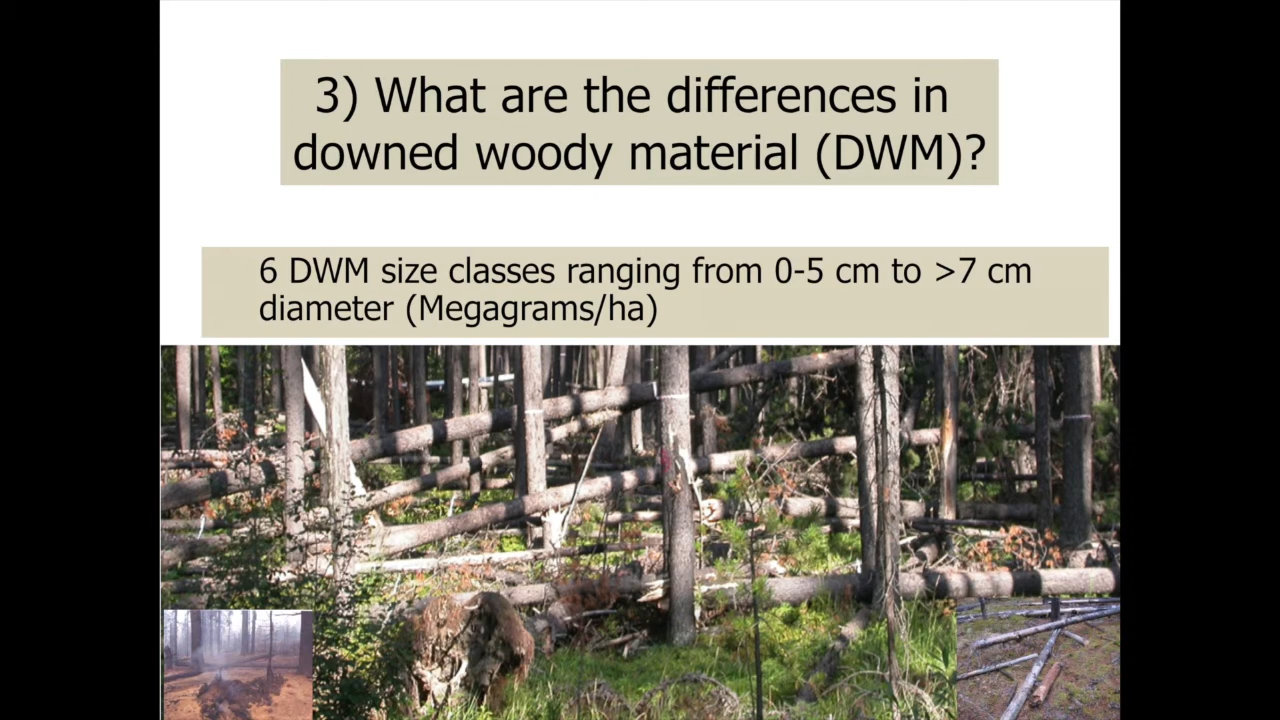 3) What are the differences in
downed woody material (DWM)?
6 DWM size classes ranging from 0-5 cm to >7 cm
diameter (Megagrams/ha)